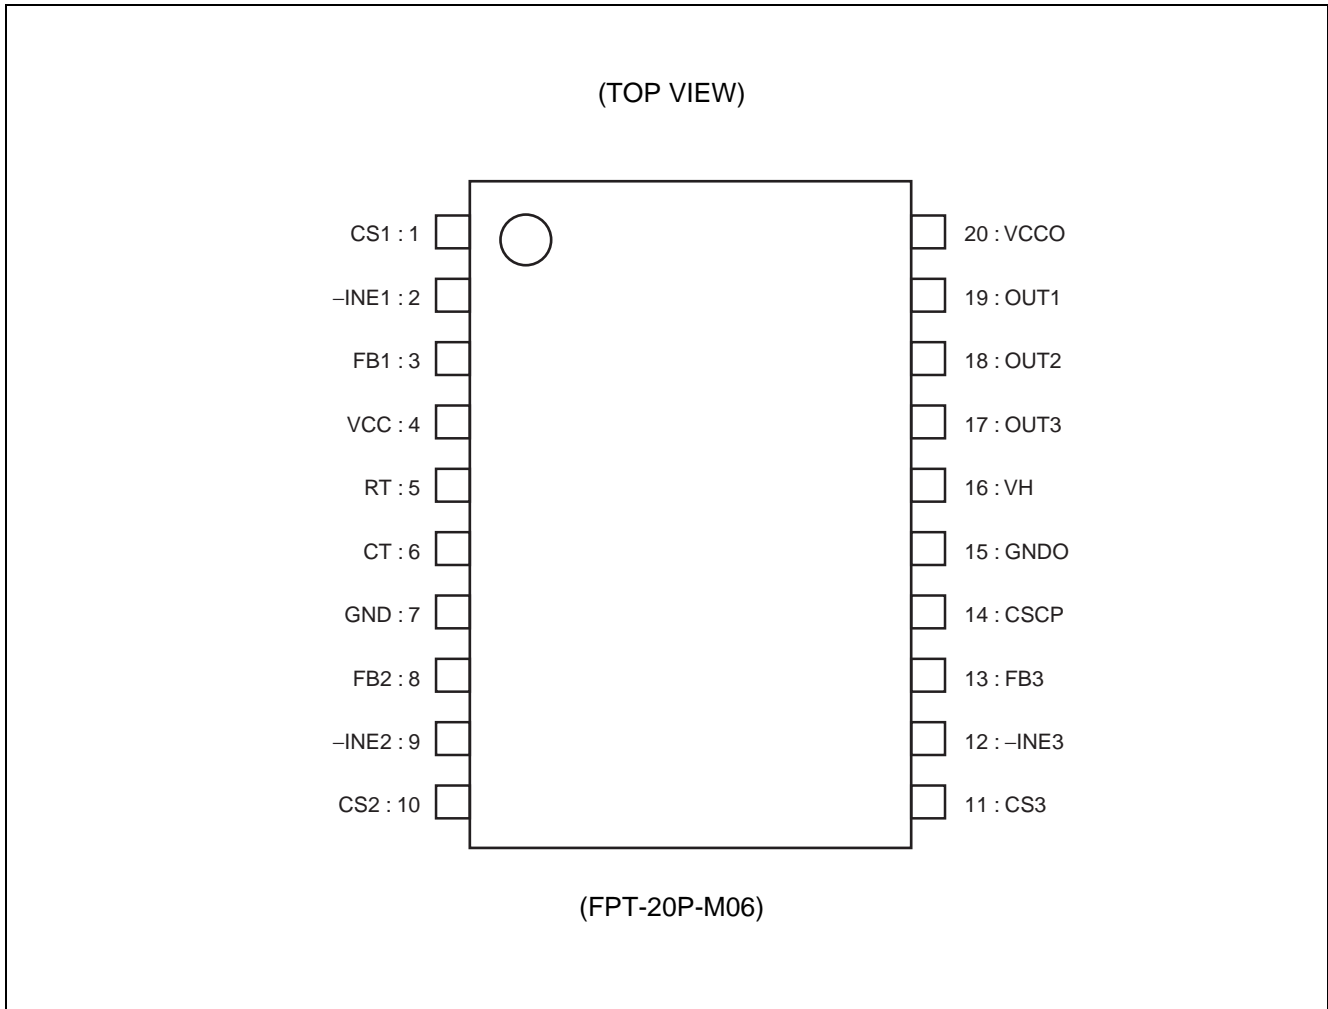 (TOP VIEW)
CS1 : 1
–INE1 : 2
FB1 : 3
VCC : 4
RT : 5
CT : 6
GND : 7
FB2 : 8
–INE2 : 9
CS2 : 10
20 : VCCO
19 : OUT1
18 : OUT2
17 : OUT3
16 : VH
15 : GNDO
14 : CSCP
13 : FB3
12 : –INE3
11 : CS3
(FPT-20P-M06)